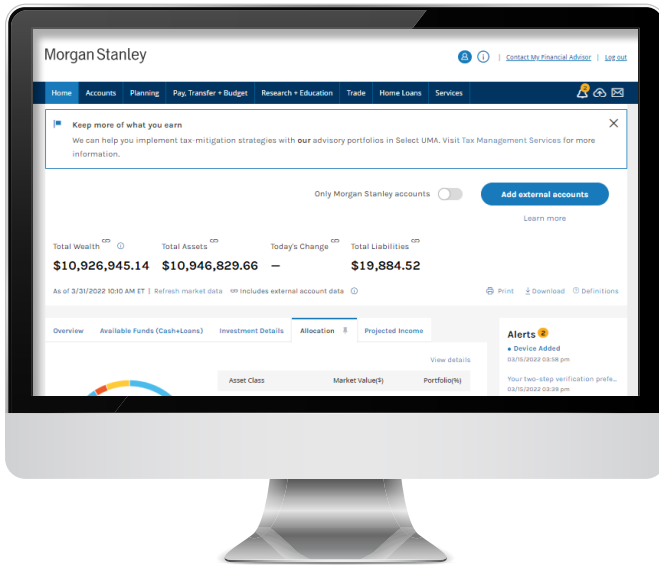 Morgan Stanley
Contact My Financial Advisor | Log out
Home Accounts Planning Pay, Transfer + Budget Research + Education Trade Home Loans Services 2
Keep more of what you earn
We can help you implement tax-mitigation strategies with our advisory portfolios in Select UMA. Visit Tax Management Services for more
information.
Only Morgan Stanley accounts Add external accounts
Learn more
Total Wealth Total Assets Today's Change Total Liabilities
$10,926,945.14 $10,946,829.66 — $19,884.52
As of 3/31/2022 10:10 AM ET | Refresh market data Includes external account data Print Download Definitions
Overview Available Funds (Cash+Loans) Investment Details Allocation Projected Income
View details
Asset Class Market Value($) Portfolio(%)
Alerts 2
• Device Added
03/15/2022 03:58 pm
Your two-step verification prefe...
03/15/2022 03:39 pm